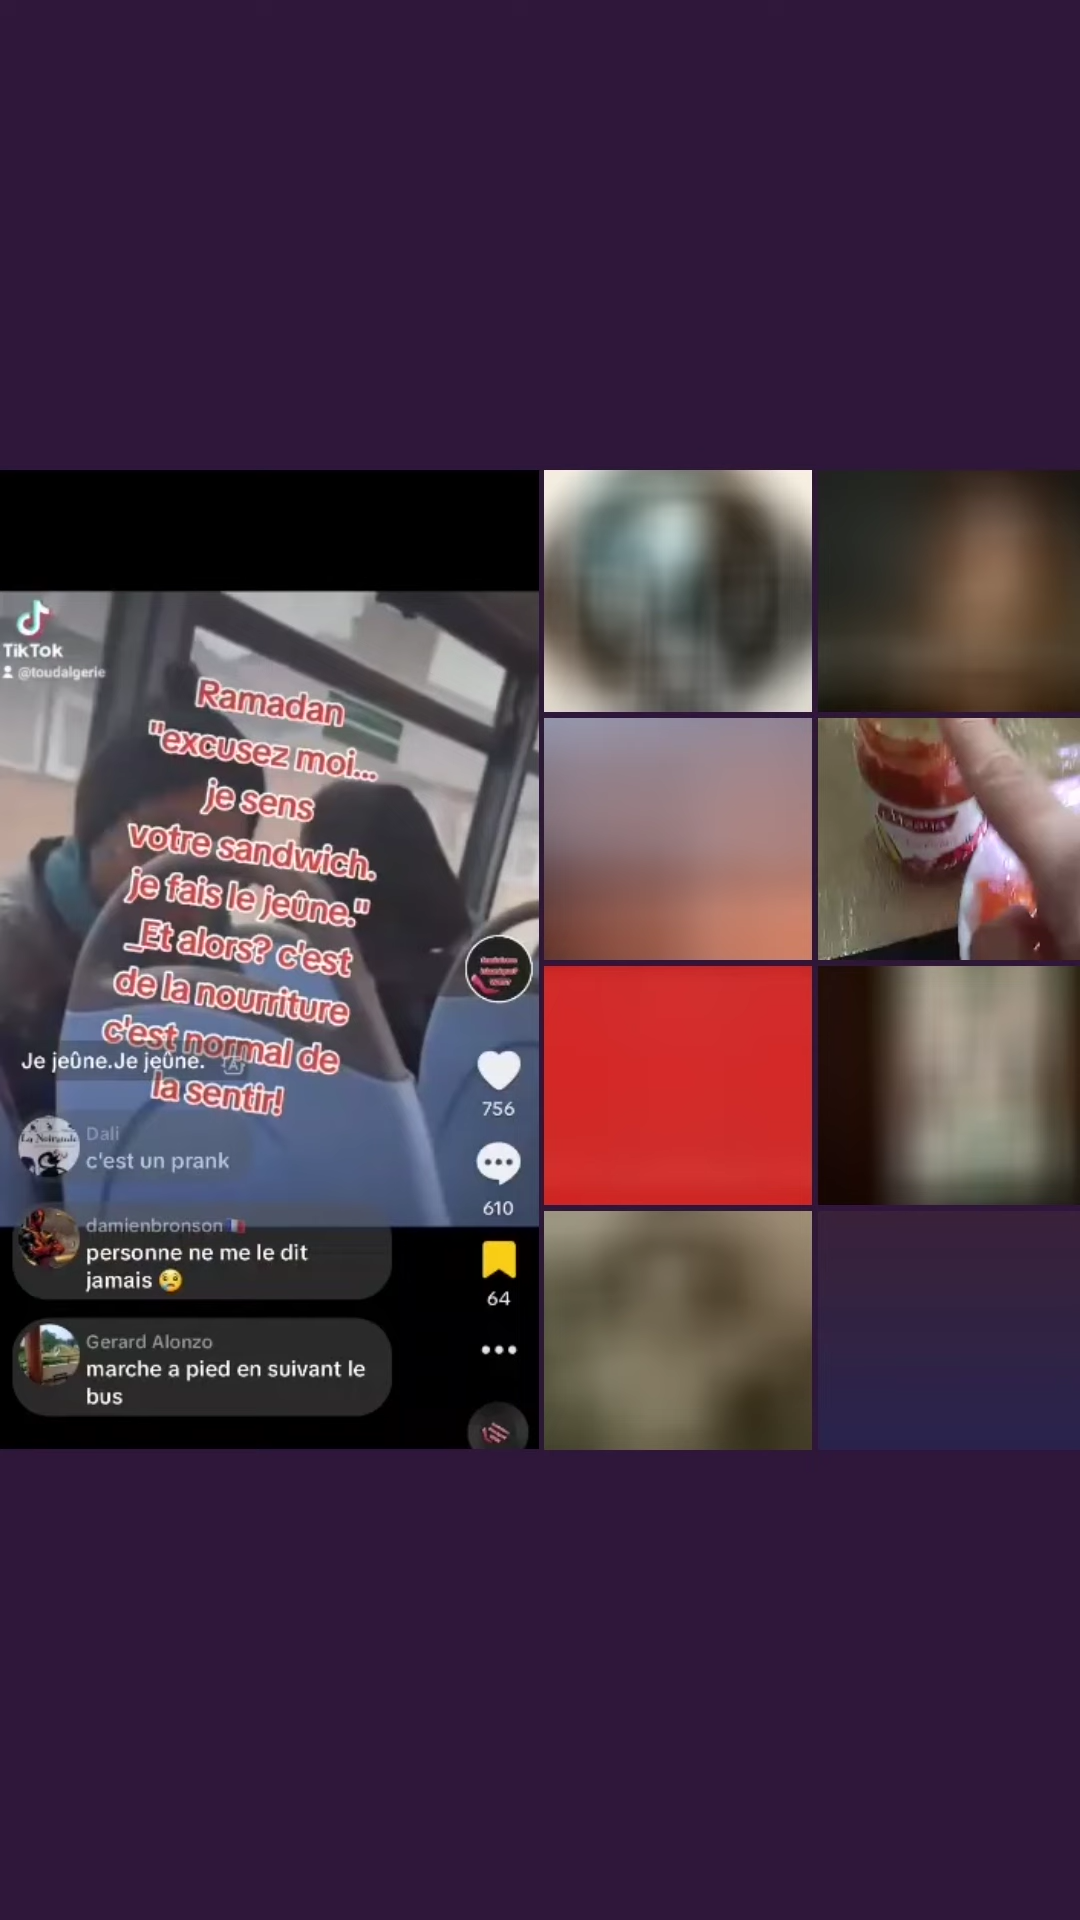 TikTok
@toudalgerie
Ramadan
"excusez moi...
je sens
votre sandwich.
je fais le jeûne."
_Et alors? c'est
de la nourriture
c'est normal de
la sentir!
Je jeûne.Je jeûne.
756
Dali
c'est un prank
610
damienbronson
personne ne me le dit
jamais 😢
64
Gerard Alonzo
marche a pied en suivant le
bus